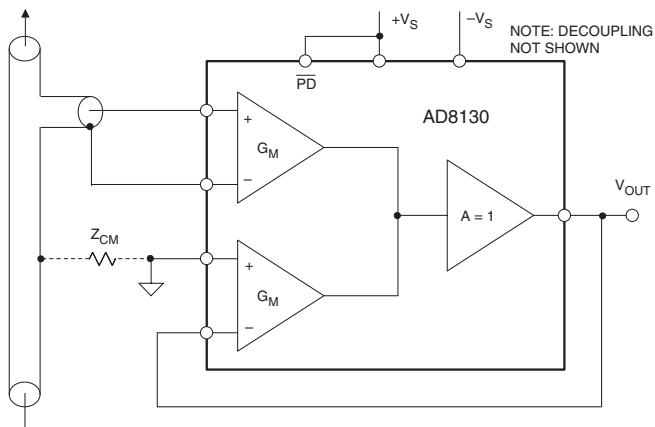 +VS
−VS
NOTE: DECOUPLING
NOT SHOWN
PD
AD8130
+
GM
−
A = 1
VOUT
ZCM
+
GM
−